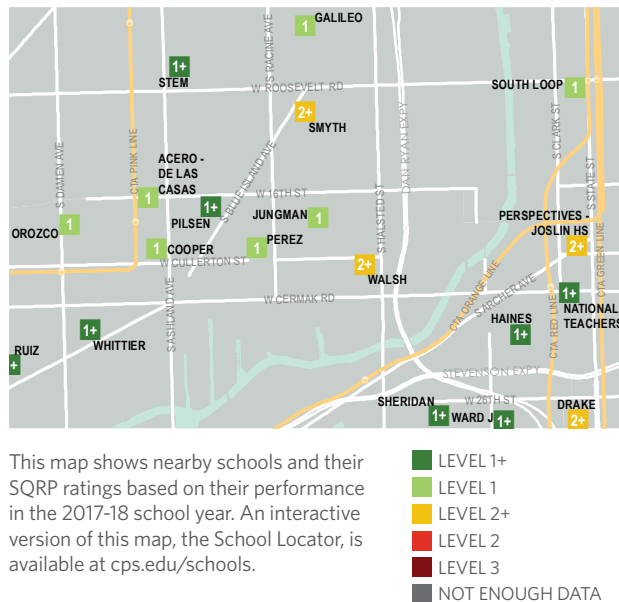 GALILEO
1
1+
STEM
S RACINE AVE
W ROOSEVELT RD
SOUTH LOOP
1
2+
SMYTH
S DAMEN AVE
CTA PINK LINE
ACERO -
DE LAS
CASAS
1
S BLUE ISLAND AVE
DAN RYAN EXPY
S CLARK ST
S STATE ST
W 16TH ST
1+
PILSEN
JUNGMAN
1
S HALSTED ST
PERSPECTIVES -
JOSLIN HS
2+
OROZCO
1
1
COOPER
1
PEREZ
W CULLERTON ST
2+
WALSH
CTA ORANGE LINE
S ARCHER AVE
CTA GREEN LINE
S ASHLAND AVE
W CERMAK RD
CTA RED LINE
1+
NATIONAL
TEACHERS
HAINES
1+
RUIZ
+
1+
WHITTIER
STEVENSON EXPY
W 26TH ST
SHERIDAN
1+
WARD J
1+
DRAKE
2+
This map shows nearby schools and their
SQRP ratings based on their performance
in the 2017-18 school year. An interactive
version of this map, the School Locator, is
available at cps.edu/schools.
LEVEL 1+
LEVEL 1
LEVEL 2+
LEVEL 2
LEVEL 3
NOT ENOUGH DATA